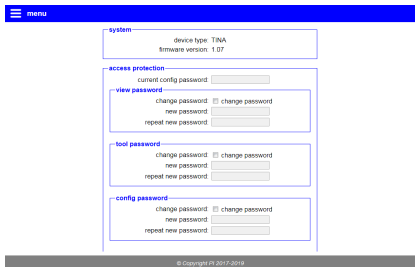 menu
system
device type: TINA
firmware version: 1.07
access protection
current config password:
view password
change password: change password
new password:
repeat new password:
tool password
change password: change password
new password:
repeat new password:
config password
change password: change password
new password:
repeat new password:
© Copyright PI 2017-2019